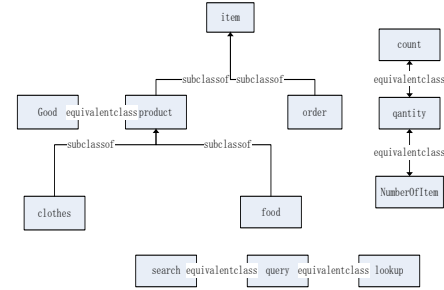 item
count
subclassof subclassof
equivalentclass
Good equivalentclass product order qantity
subclassof subclassof
equivalentclass
clothes food NumberOfItem
search equivalentclass query equivalentclass lookup